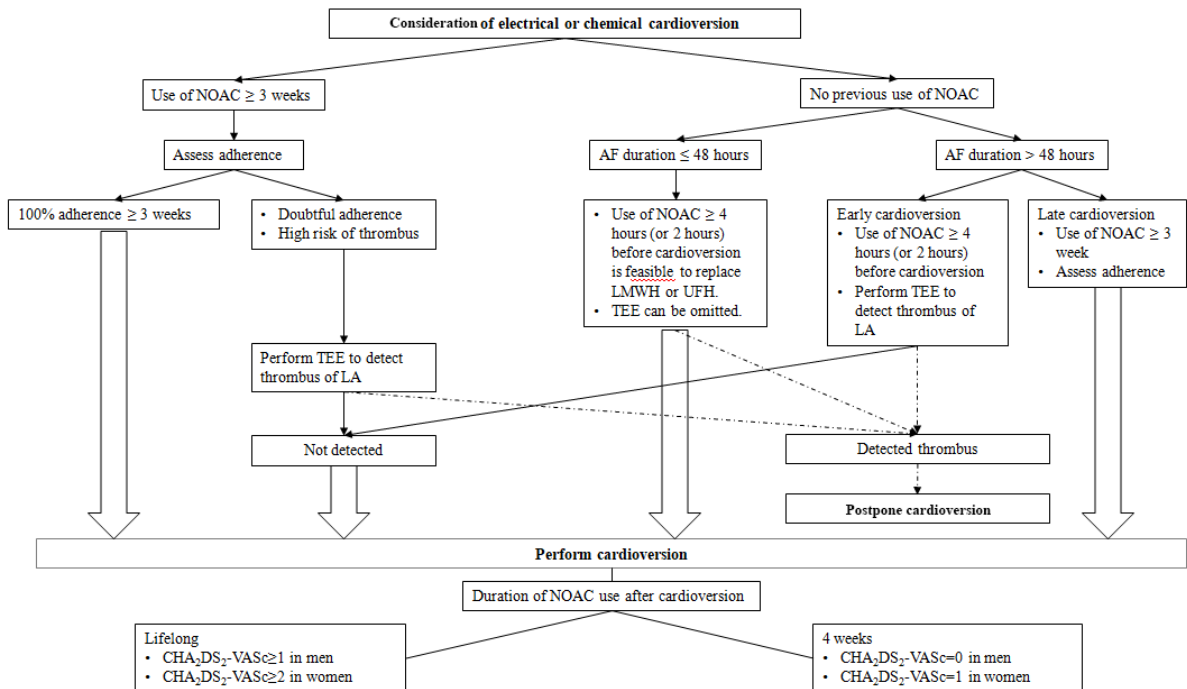 Consideration of electrical or chemical cardioversion
Use of NOAC ≥ 3 weeks
No previous use of NOAC
Assess adherence
AF duration ≤ 48 hours
AF duration > 48 hours
100% adherence ≥ 3 weeks
• Doubtful adherence
• High risk of thrombus
• Use of NOAC ≥ 4
hours (or 2 hours)
before cardioversion
is feasible to replace
LMWH or UFH.
• TEE can be omitted.
Early cardioversion
• Use of NOAC ≥ 4
hours (or 2 hours)
before cardioversion
• Perform TEE to
detect thrombus of
LA
Late cardioversion
• Use of NOAC ≥ 3
week
• Assess adherence
Perform TEE to detect
thrombus of LA
Not detected
Detected thrombus
Postpone cardioversion
Perform cardioversion
Duration of NOAC use after cardioversion
Lifelong
• CHA₂DS₂-VASc≥1 in men
• CHA₂DS₂-VASc≥2 in women
4 weeks
• CHA₂DS₂-VASc=0 in men
• CHA₂DS₂-VASc=1 in women